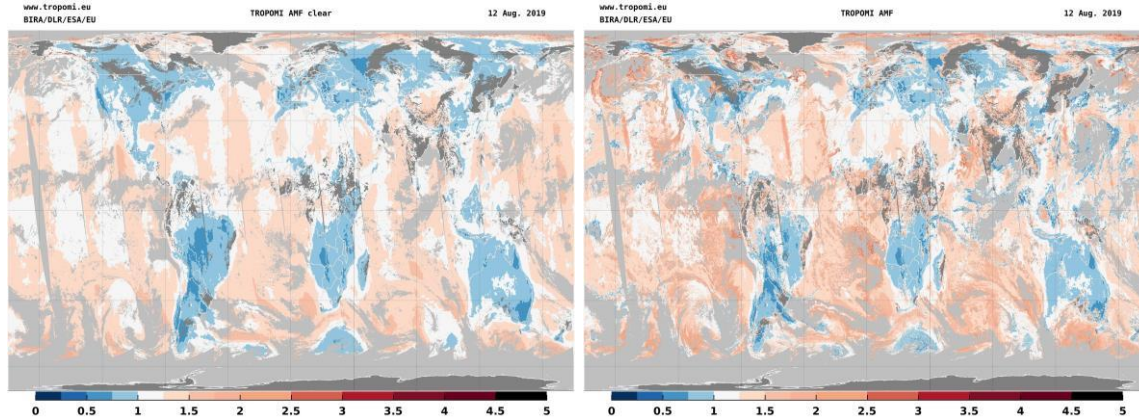 www.tropomi.eu
BIRA/DLR/ESA/EU
TROPOMI AMF clear
12 Aug. 2019
0 0.5 1 1.5 2 2.5 3 3.5 4 4.5 5
www.tropomi.eu
BIRA/DLR/ESA/EU
TROPOMI AMF
12 Aug. 2019
0 0.5 1 1.5 2 2.5 3 3.5 4 4.5 5